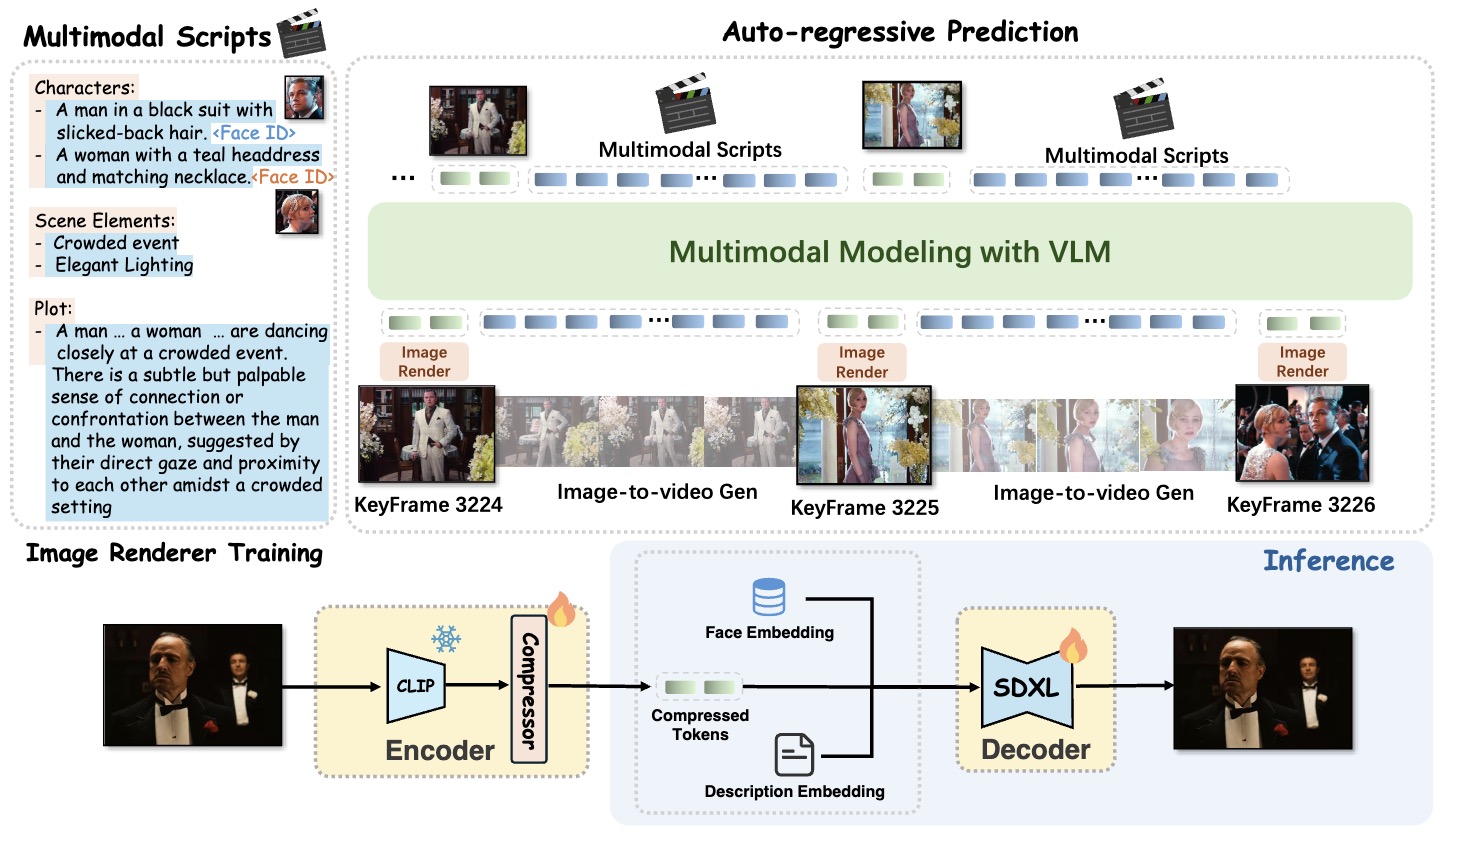 Multimodal Scripts
Characters:
- A man in a black suit with
slicked-back hair. <Face ID>
- A woman with a teal headdress
and matching necklace.<Face ID>
Scene Elements:
- Crowded event
- Elegant Lighting
Plot:
- A man ... a woman ... are dancing
closely at a crowded event.
There is a subtle but palpable
sense of connection or
confrontation between the man
and the woman, suggested by
their direct gaze and proximity
to each other amidst a crowded
setting
Auto-regressive Prediction
Multimodal Scripts
Multimodal Scripts
...
...
...
Multimodal Modeling with VLM
...
...
Image
Render
Image
Render
Image
Render
KeyFrame 3224
Image-to-video Gen
KeyFrame 3225
Image-to-video Gen
KeyFrame 3226
Image Renderer Training
CLIP
Compressor
Encoder
Inference
Face Embedding
Compressed
Tokens
Description Embedding
SDXL
Decoder